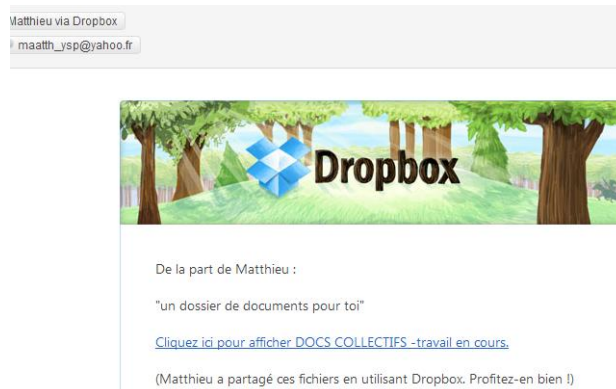 Matthieu via Dropbox
maatth_ysp@yahoo.fr
Dropbox
De la part de Matthieu :
"un dossier de documents pour toi"
Cliquez ici pour afficher DOCS COLLECTIFS -travail en cours.
(Matthieu a partagé ces fichiers en utilisant Dropbox. Profitez-en bien !)